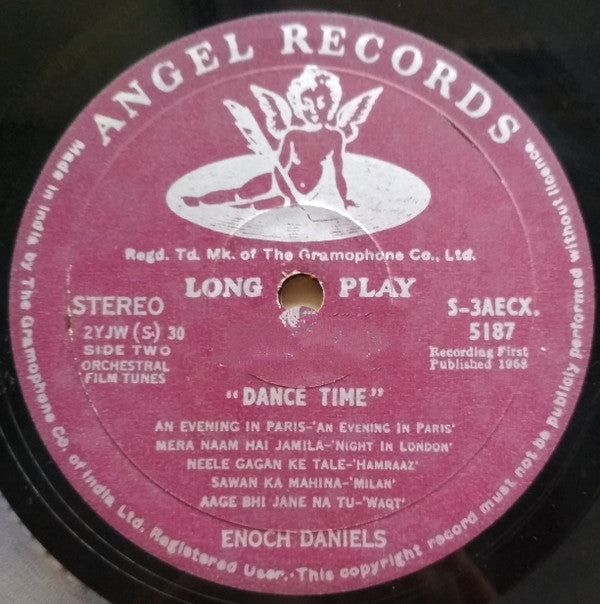 ANGEL RECORDS
Regd. Td. Mk. of The Gramophone Co., Ltd.
LONG PLAY
STEREO
2YJW (S) 30
SIDE TWO
ORCHESTRAL
FILM TUNES
S-3AECX.
5187
Recording First
Published 1968
"DANCE TIME"
AN EVENING IN PARIS-'AN EVENING IN PARIS'
MERA NAAM HAI JAMILA-'NIGHT IN LONDON'
NEELE GAGAN KE TALE-'HAMRAAZ'
SAWAN KA MAHINA-'MILAN'
AAGE BHI JANE NA TU-'WAQT'
ENOCH DANIELS
Made in India by The Gramophone Co. of India Ltd. Registered User.·This copyright record must not be publicly performed without licence.